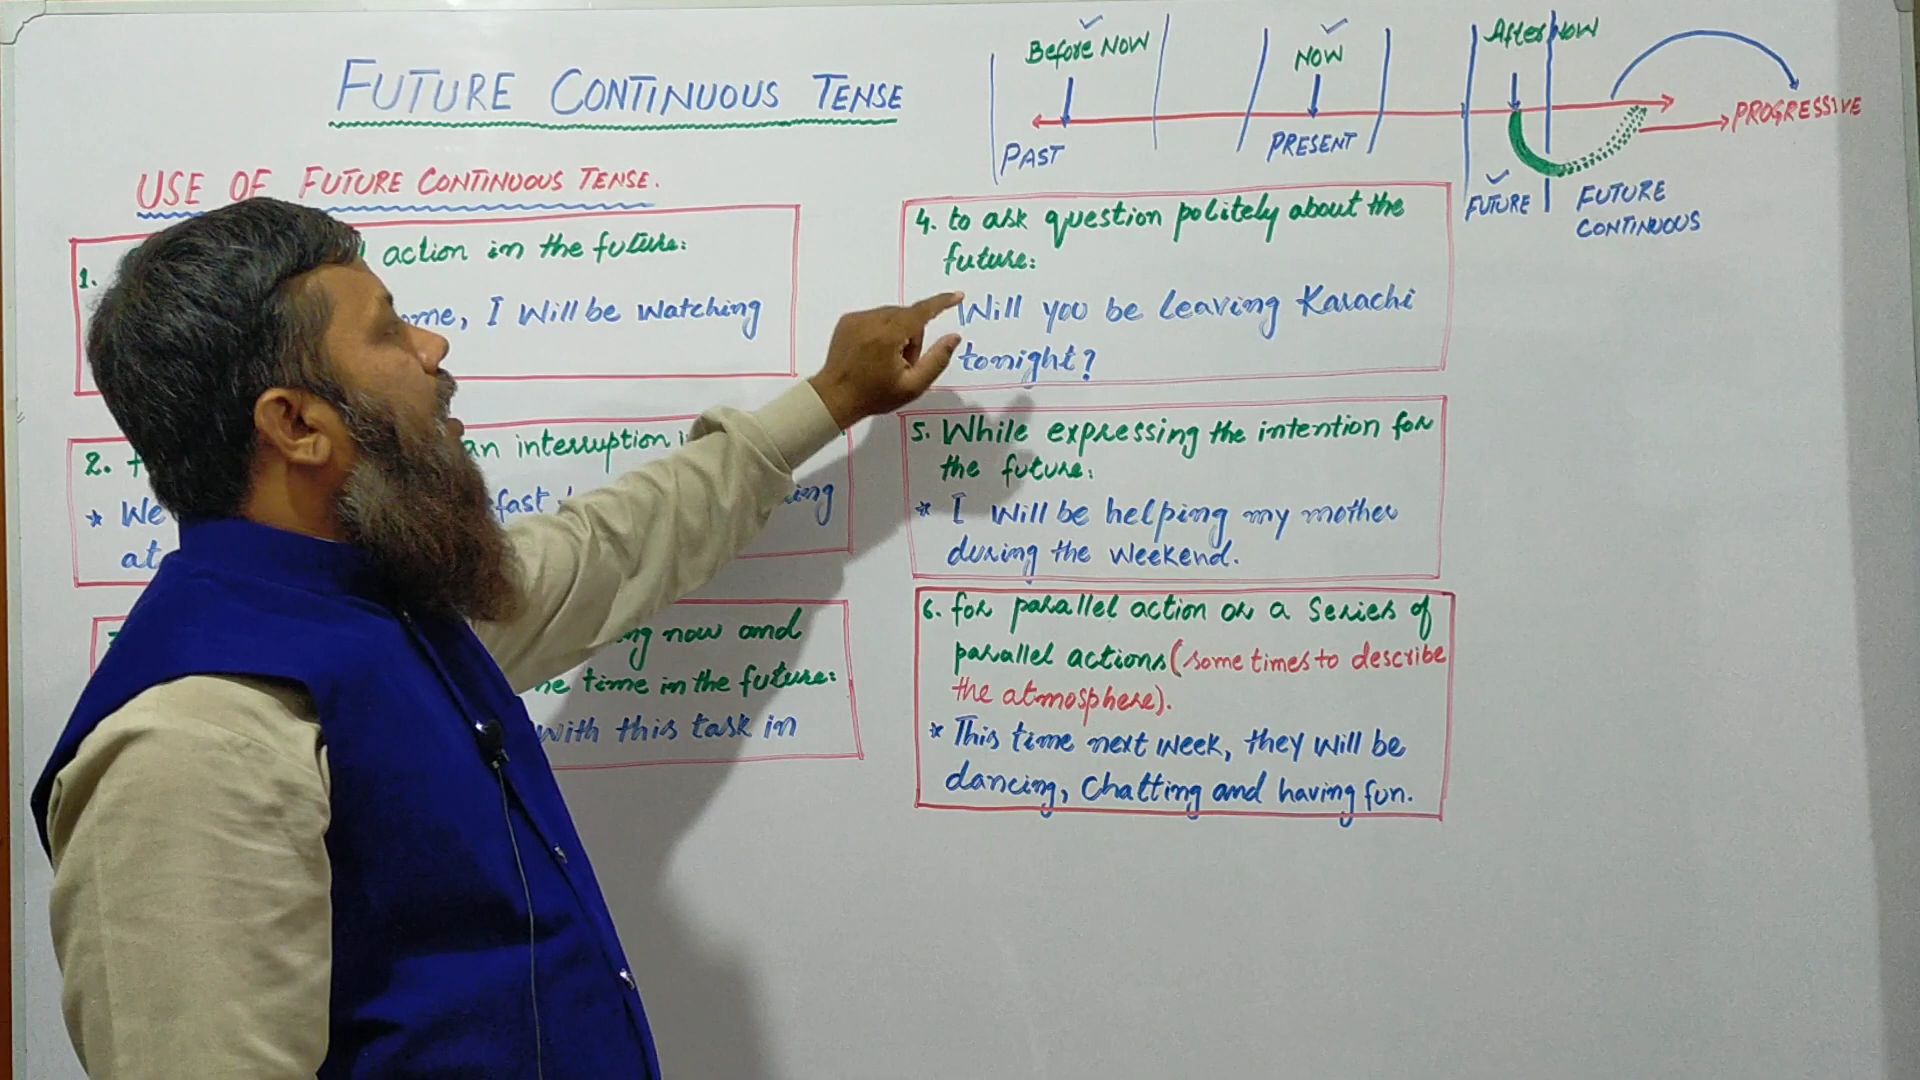 FUTURE CONTINUOUS TENSE
Before NOW
NOW
After NOW
PROGRESSIVE
PAST
PRESENT
FUTURE
FUTURE
CONTINUOUS
USE OF FUTURE CONTINUOUS TENSE.
1. action in the future:
I Will be Watching
2. an interruption
* We
at
now and
time in the future:
with this task in
4. to ask question politely about the
future:
Will you be leaving Karachi
tonight?
5. While expressing the intention for
the future:
* I Will be helping my mother
during the weekend.
6. for parallel action or a series of
parallel actions (some times to describe
the atmosphere).
* This time next week, they will be
dancing, Chatting and having fun.